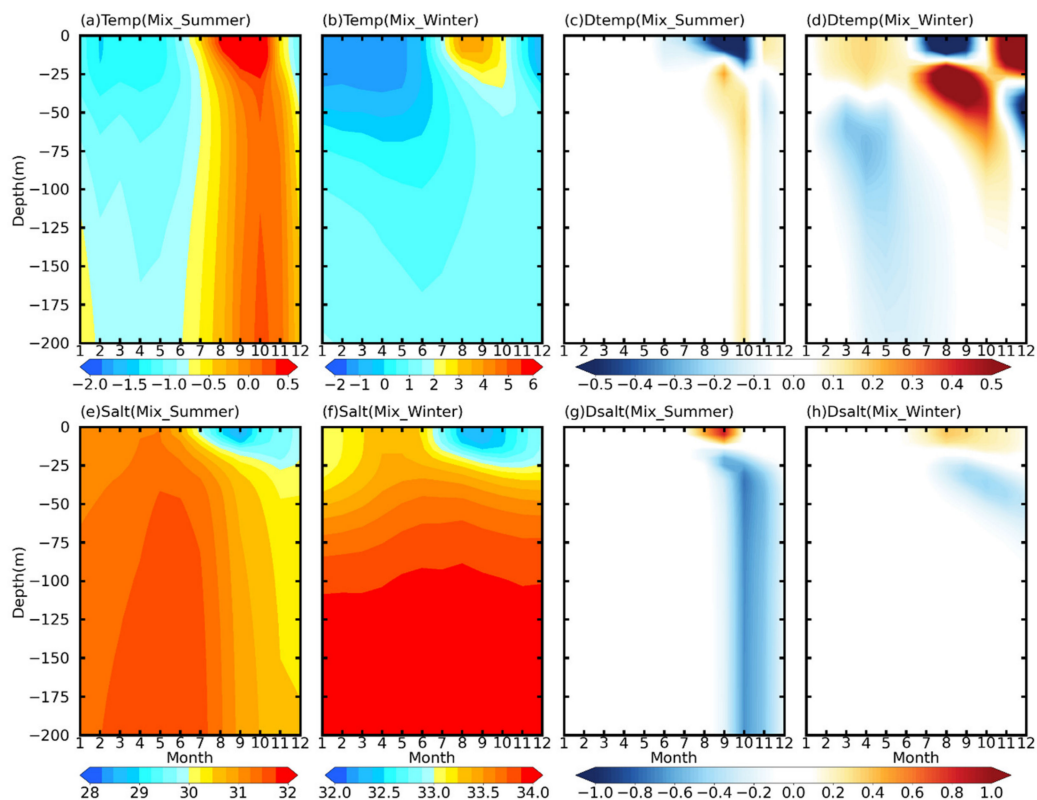 (a)Temp(Mix_Summer) (b)Temp(Mix_Winter) (c)Dtemp(Mix_Summer) (d)Dtemp(Mix_Winter)
Depth(m)
0
−25
−50
−75
−100
−125
−150
−175
−200
1 2 3 4 5 6 7 8 9 10 11 12 1 2 3 4 5 6 7 8 9 10 11 12 1 2 3 4 5 6 7 8 9 10 11 12 1 2 3 4 5 6 7 8 9 10 11 12
−2.0 −1.5 −1.0 −0.5 0.0 0.5 −2 −1 0 1 2 3 4 5 6 −0.5 −0.4 −0.3 −0.2 −0.1 0.0 0.1 0.2 0.3 0.4 0.5
(e)Salt(Mix_Summer) (f)Salt(Mix_Winter) (g)Dsalt(Mix_Summer) (h)Dsalt(Mix_Winter)
Depth(m)
0
−25
−50
−75
−100
−125
−150
−175
−200
1 2 3 4 5 6 7 8 9 10 11 12 1 2 3 4 5 6 7 8 9 10 11 12 1 2 3 4 5 6 7 8 9 10 11 12 1 2 3 4 5 6 7 8 9 10 11 12
Month Month Month Month
28 29 30 31 32 32.0 32.5 33.0 33.5 34.0 −1.0 −0.8 −0.6 −0.4 −0.2 0.0 0.2 0.4 0.6 0.8 1.0